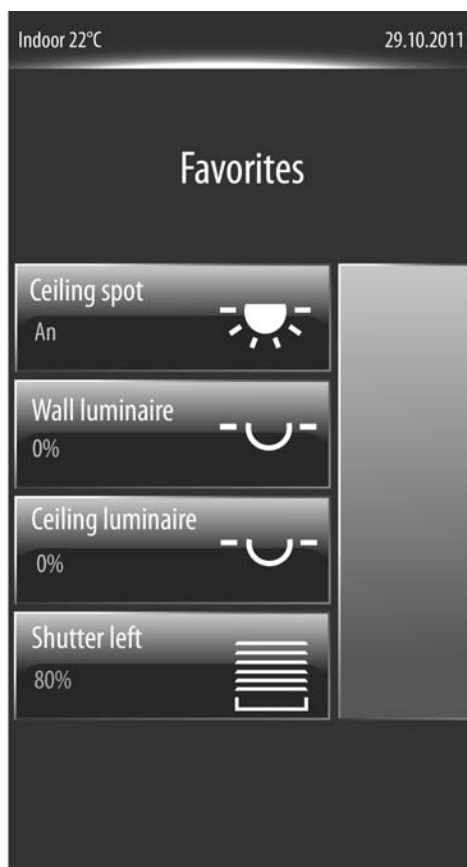 Indoor 22°C 29.10.2011
Favorites
Ceiling spot
An
Wall luminaire
0%
Ceiling luminaire
0%
Shutter left
80%